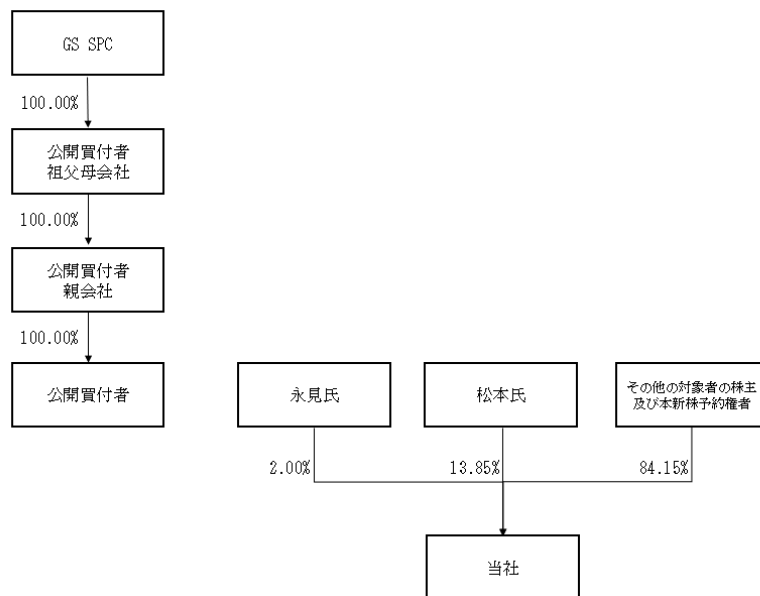 GS SPC
100.00%
公開買付者
祖父母会社
100.00%
公開買付者
親会社
100.00%
公開買付者
永見氏
松本氏
その他の対象者の株主
及び本新株予約権者
2.00%
13.85%
84.15%
当社